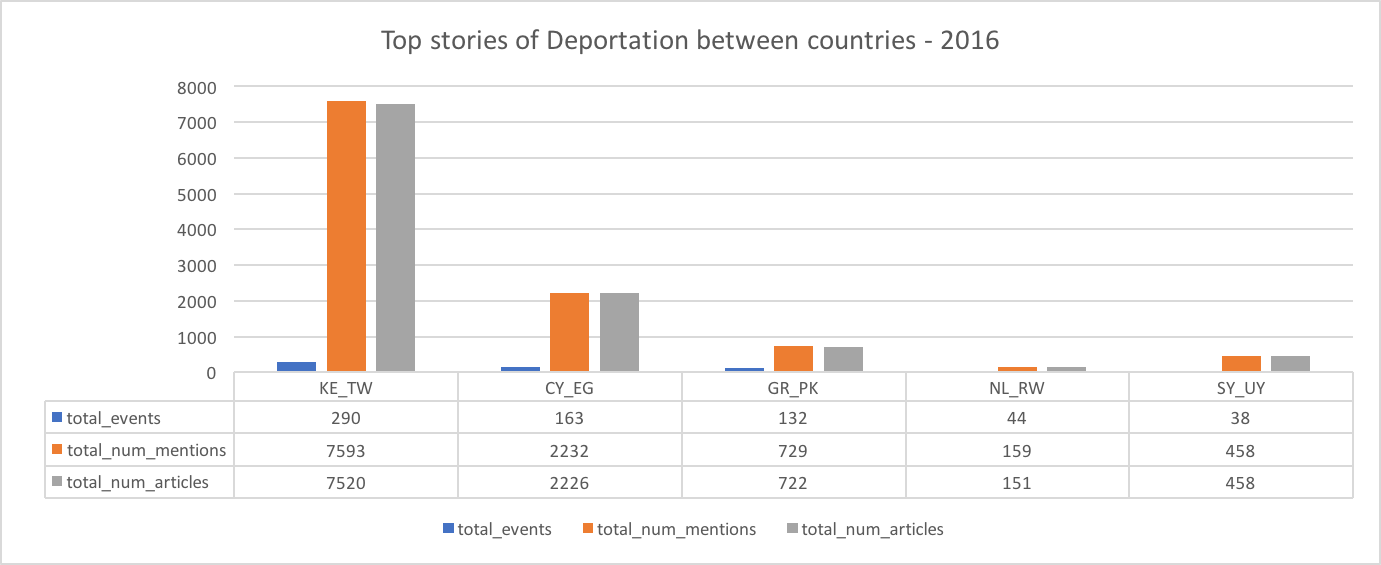 Top stories of Deportation between countries - 2016
8000
7000
6000
5000
4000
3000
2000
1000
0
KE_TW CY_EG GR_PK NL_RW SY_UY
total_events 290 163 132 44 38
total_num_mentions 7593 2232 729 159 458
total_num_articles 7520 2226 722 151 458
total_events total_num_mentions total_num_articles